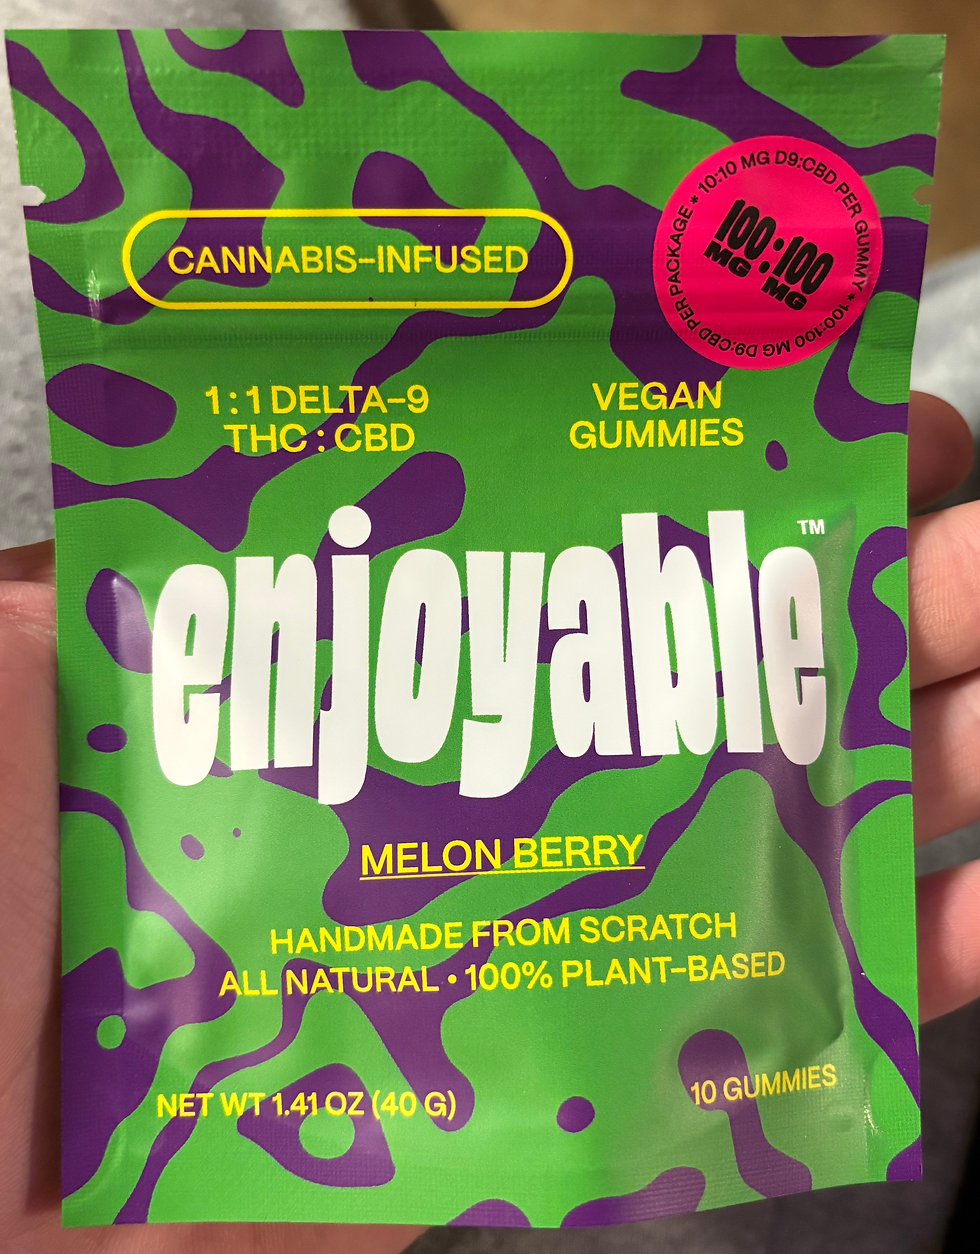 CANNABIS-INFUSED
10:10 MG D9:CBD PER GUMMY * 100:100 MG D9:CBD PER PACKAGE *
100:100
MG MG
1:1 DELTA-9
THC : CBD
VEGAN
GUMMIES
enjoyable™
MELON BERRY
HANDMADE FROM SCRATCH
ALL NATURAL • 100% PLANT-BASED
NET WT 1.41 OZ (40 G)
10 GUMMIES